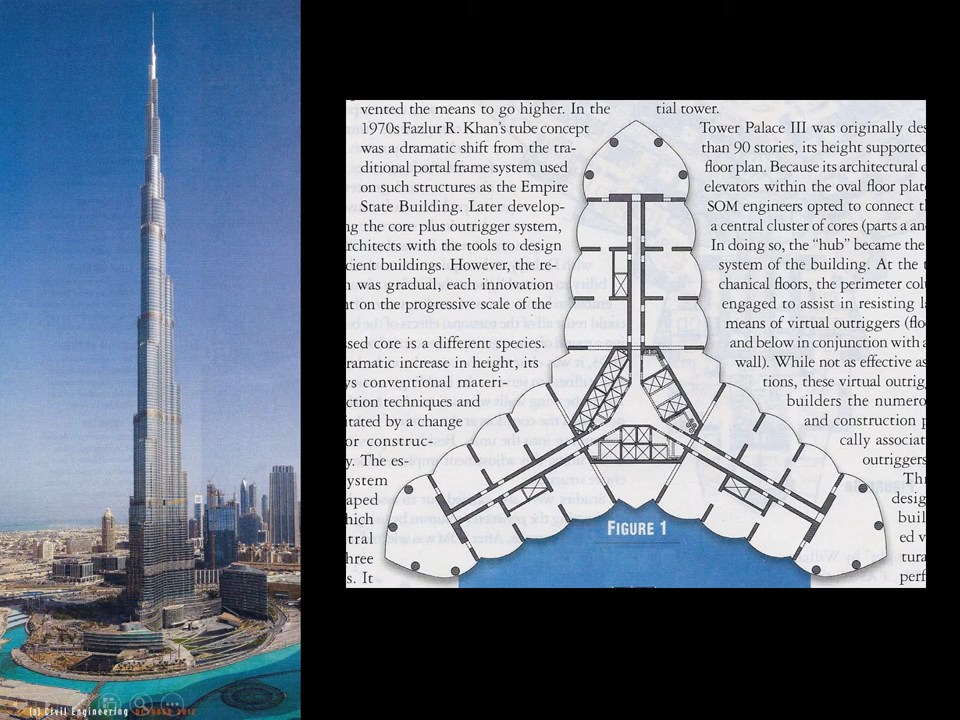 vented the means to go higher. In the
1970s Fazlur R. Khan's tube concept
was a dramatic shift from the tra-
ditional portal frame system used
on such structures as the Empire
State Building. Later develop-
ng the core plus outrigger system,
rchitects with the tools to design
cient buildings. However, the re-
n was gradual, each innovation
nt on the progressive scale of the
ssed core is a different species.
ramatic increase in height, its
ys conventional materi-
ction techniques and
itated by a change
or construc-
y. The es-
ystem
aped
hich
tral
hree
s. It
tial tower.
Tower Palace III was originally des
than 90 stories, its height supported
floor plan. Because its architectural
elevators within the oval floor plate
SOM engineers opted to connect t
a central cluster of cores (parts a an
In doing so, the "hub" became the
system of the building. At the t
chanical floors, the perimeter col
engaged to assist in resisting l
means of virtual outriggers (flo
and below in conjunction with a
wall). While not as effective as
tions, these virtual outrig
builders the numero
and construction p
cally associat
outriggers
Th
desig
buil
ed v
tura
perf
FIGURE 1
(c) Civil Engineering OCTOBER 2012